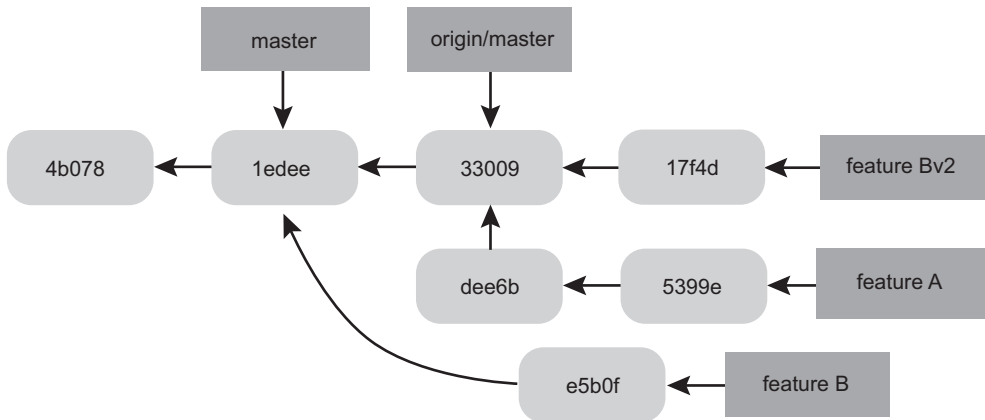 master
origin/master
4b078
1edee
33009
17f4d
feature Bv2
dee6b
5399e
feature A
e5b0f
feature B